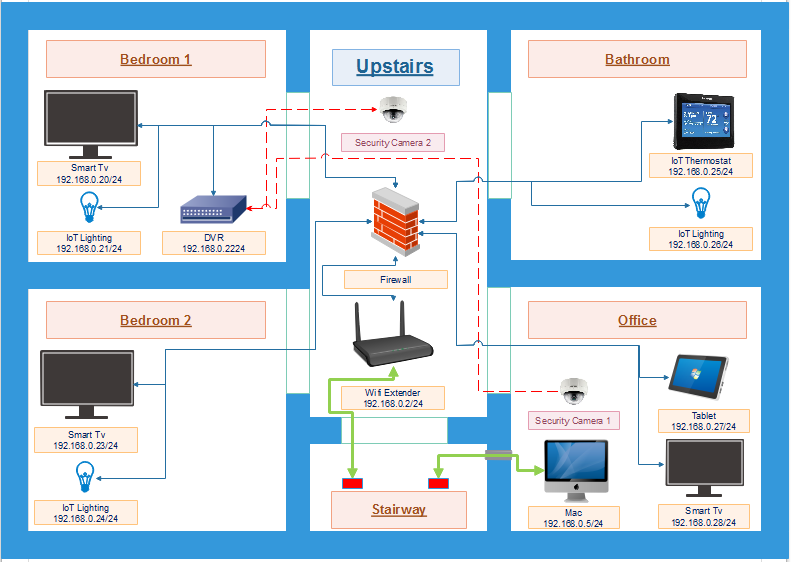 Bedroom 1
Upstairs
Bathroom
Security Camera 2
72
Smart Tv
192.168.0.20/24
IoT Thermostat
192.168.0.25/24
IoT Lighting
192.168.0.21/24
DVR
192.168.0.2224
IoT Lighting
192.168.0.26/24
Firewall
Bedroom 2
Office
Wifi Extender
192.168.0.2/24
Security Camera 1
Tablet
192.168.0.27/24
Smart Tv
192.168.0.23/24
IoT Lighting
192.168.0.24/24
Stairway
Mac
192.168.0.5/24
Smart Tv
192.168.0.28/24